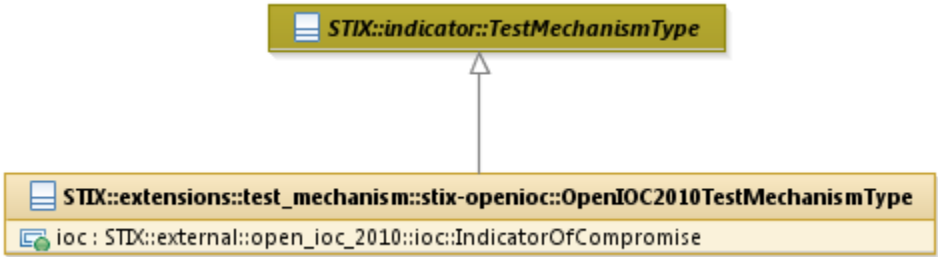 STIX::indicator::TestMechanismType
STIX::extensions::test_mechanism::stix-openioc::OpenIOC2010TestMechanismType
ioc : STIX::external::open_ioc_2010::ioc::IndicatorOfCompromise